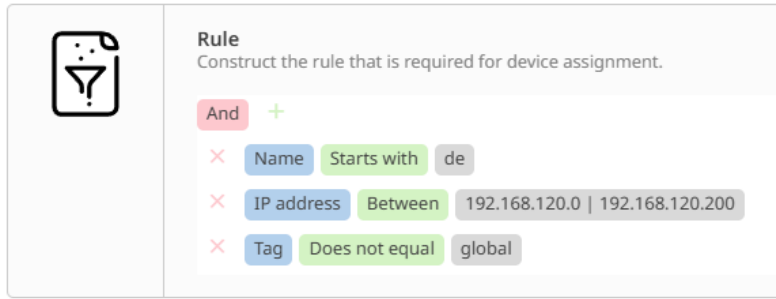 Rule
Construct the rule that is required for device assignment.
And +
× Name Starts with de
× IP address Between 192.168.120.0 | 192.168.120.200
× Tag Does not equal global